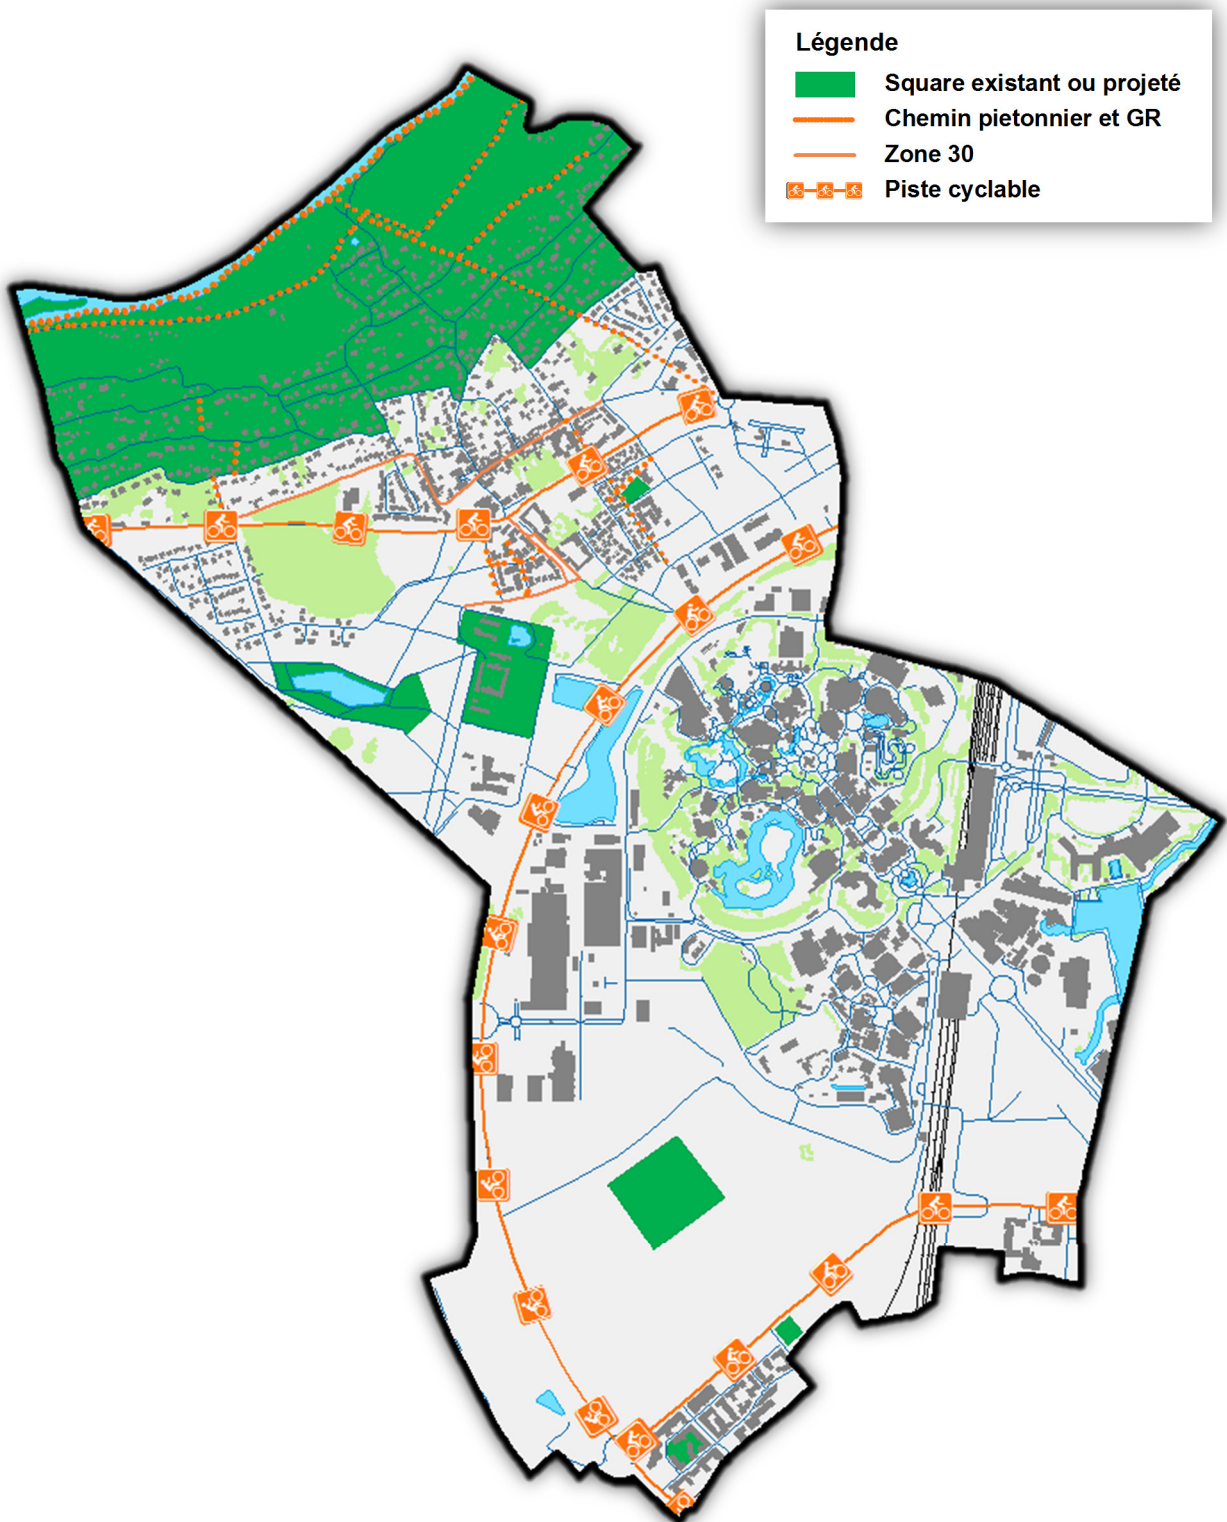 Légende
Square existant ou projeté
Chemin pietonnier et GR
Zone 30
Piste cyclable